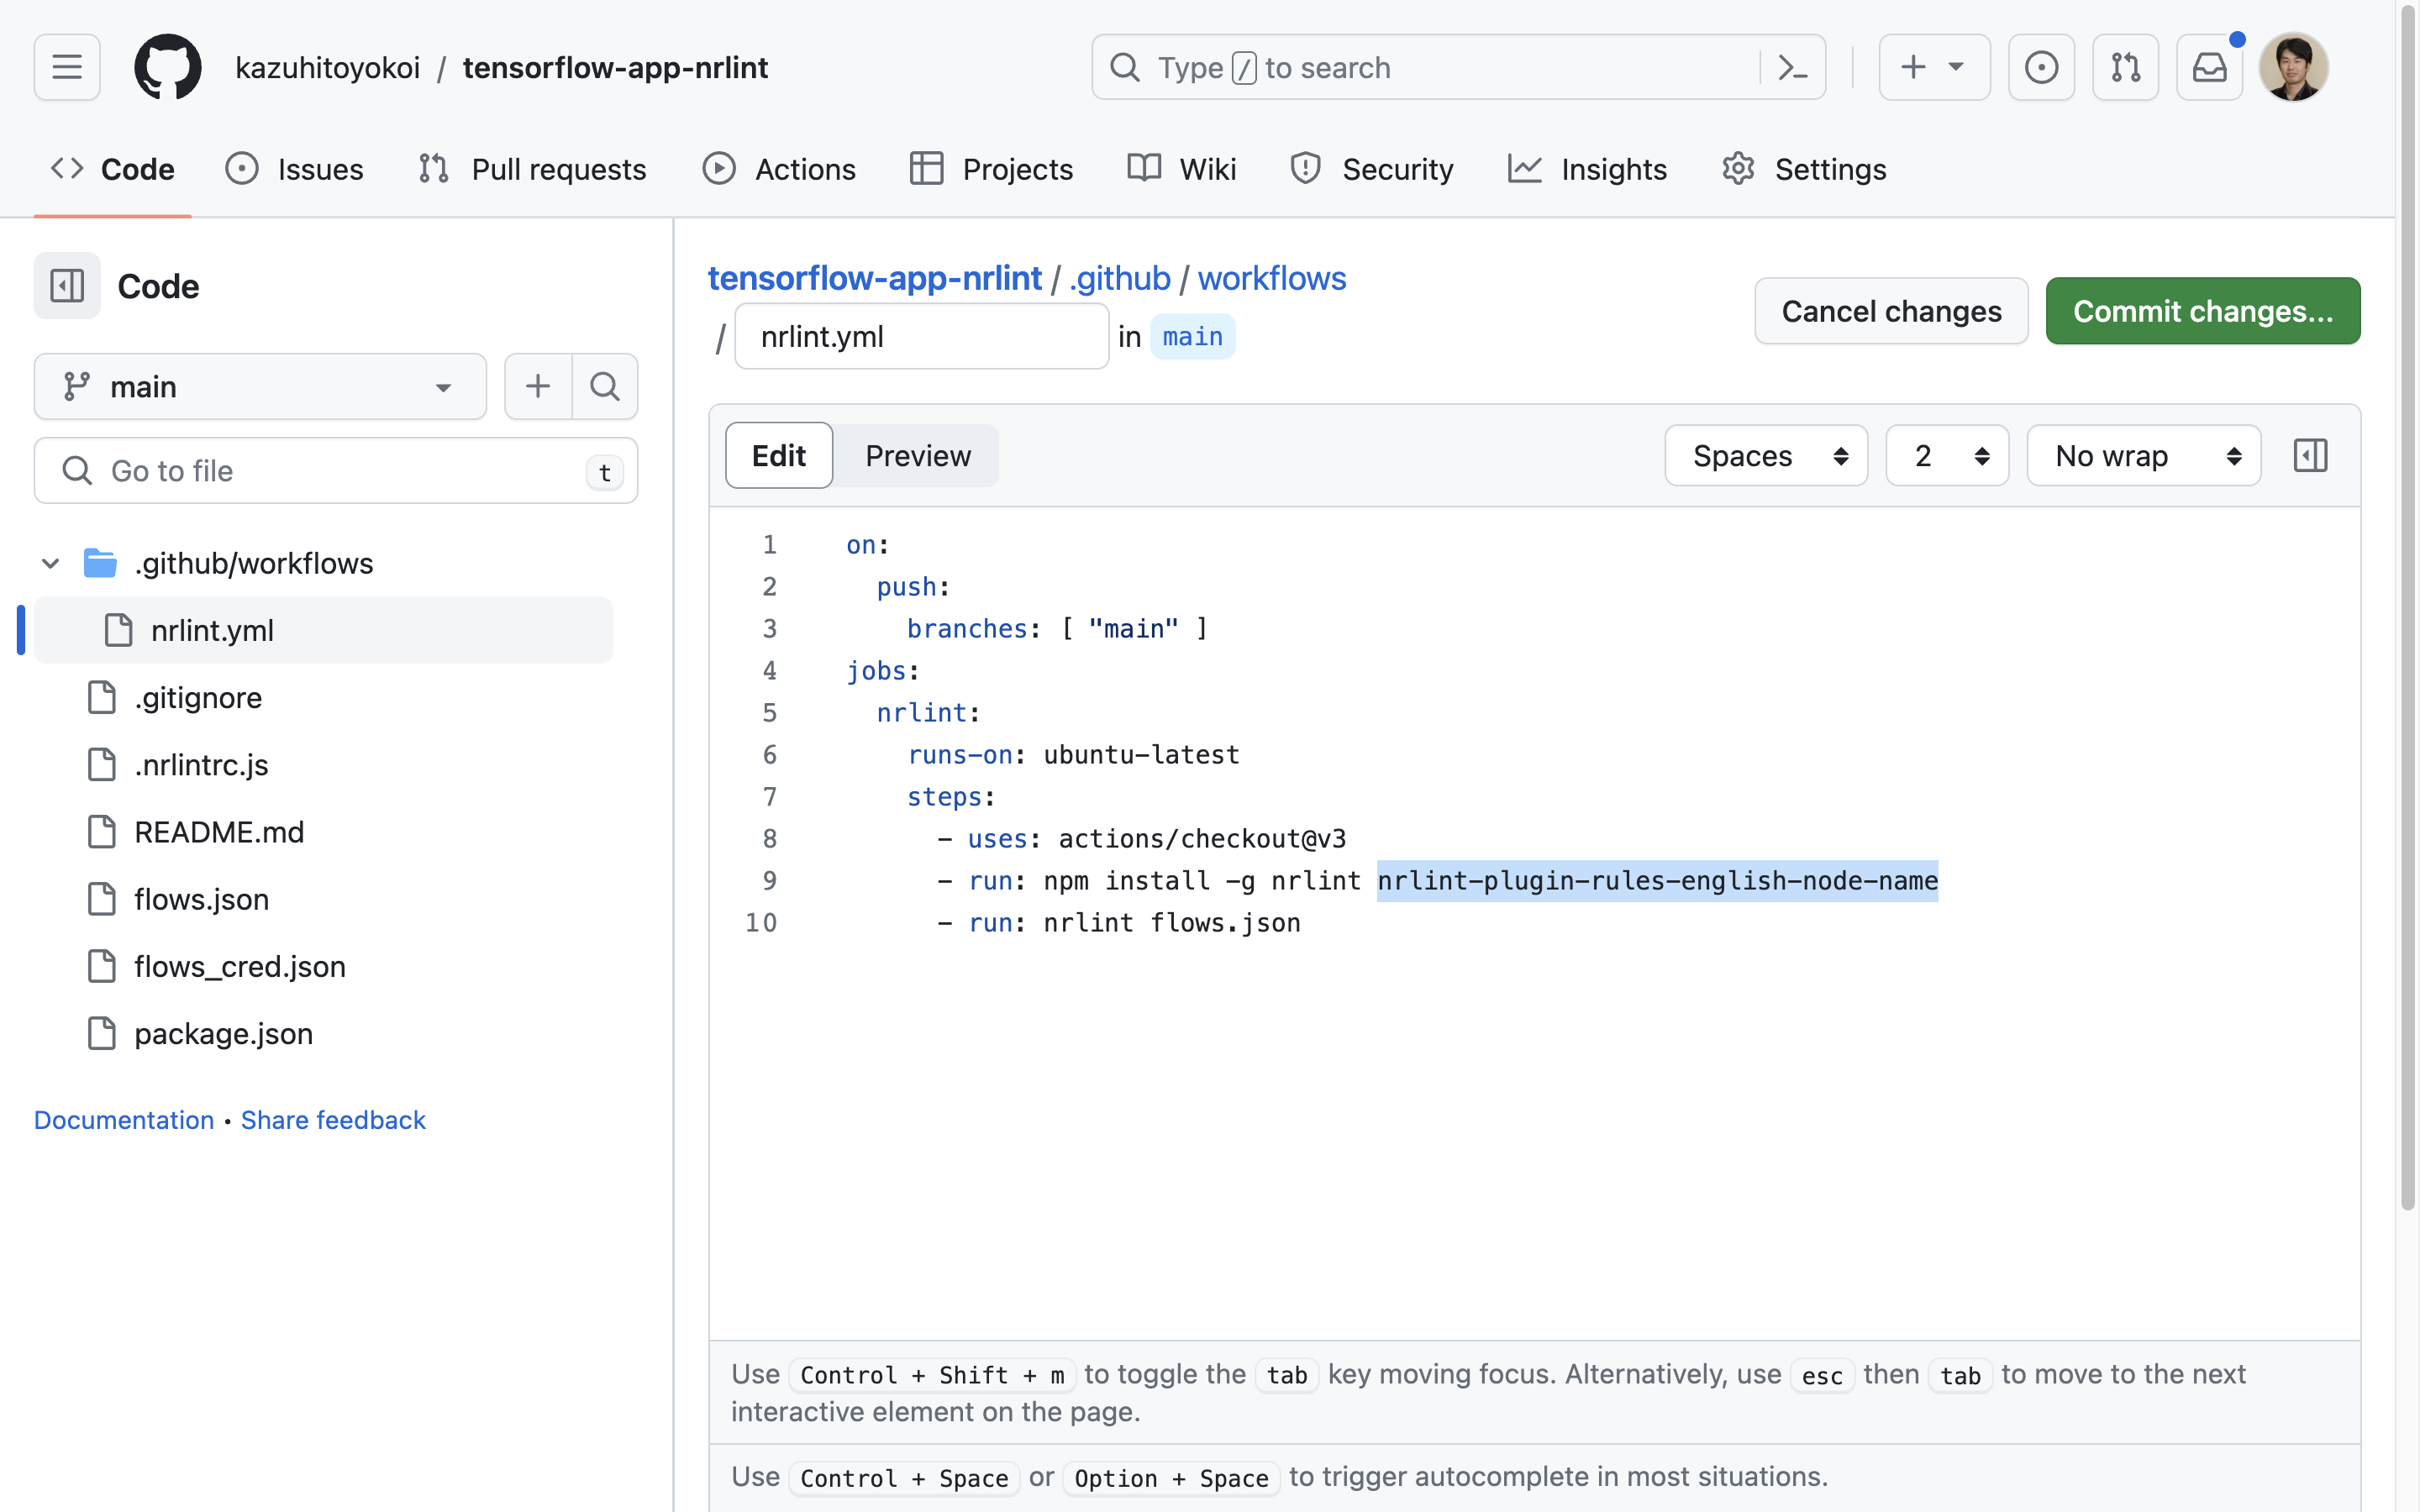 kazuhitoyokoi / tensorflow-app-nrlint
Type / to search
Code Issues Pull requests Actions Projects Wiki Security Insights Settings
Code
main
Go to file t
.github/workflows
nrlint.yml
.gitignore
.nrlintrc.js
README.md
flows.json
flows_cred.json
package.json
Documentation • Share feedback
tensorflow-app-nrlint / .github / workflows
/ nrlint.yml in main
Cancel changes Commit changes...
Edit Preview Spaces 2 No wrap
1 on:
2 push:
3 branches: [ "main" ]
4 jobs:
5 nrlint:
6 runs-on: ubuntu-latest
7 steps:
8 - uses: actions/checkout@v3
9 - run: npm install -g nrlint nrlint-plugin-rules-english-node-name
10 - run: nrlint flows.json
Use Control + Shift + m to toggle the tab key moving focus. Alternatively, use esc then tab to move to the next
interactive element on the page.
Use Control + Space or Option + Space to trigger autocomplete in most situations.